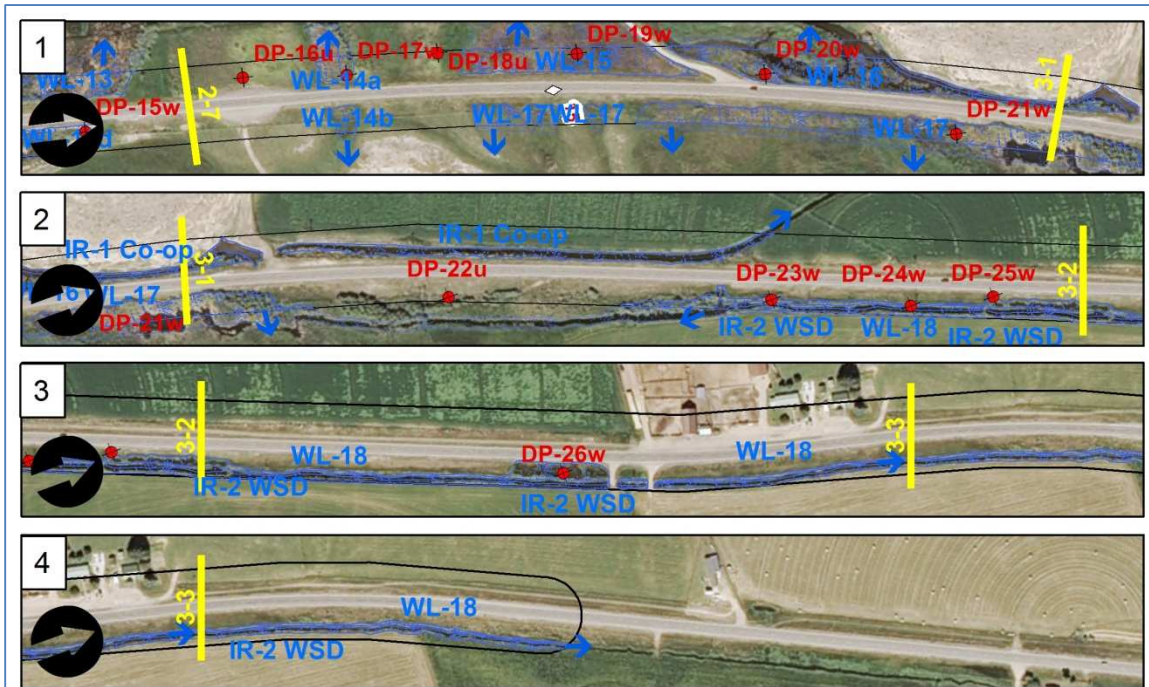 1
DP-16u DP-17w DP-18u DP-19w DP-20w
WL-13 WL-14a WL-15 WL-16
DP-15w 2-7 3-1 DP-21w
WL-14b WL-17 WL-17 WL-17
2
IR-1 Co-op IR-1 Co-op
3-1 DP-22u DP-23w DP-24w DP-25w 3-2
WL-17
DP-21w IR-2 WSD WL-18 IR-2 WSD
3
3-2 WL-18 DP-26w WL-18 3-3
IR-2 WSD IR-2 WSD
4
3-3 WL-18
IR-2 WSD